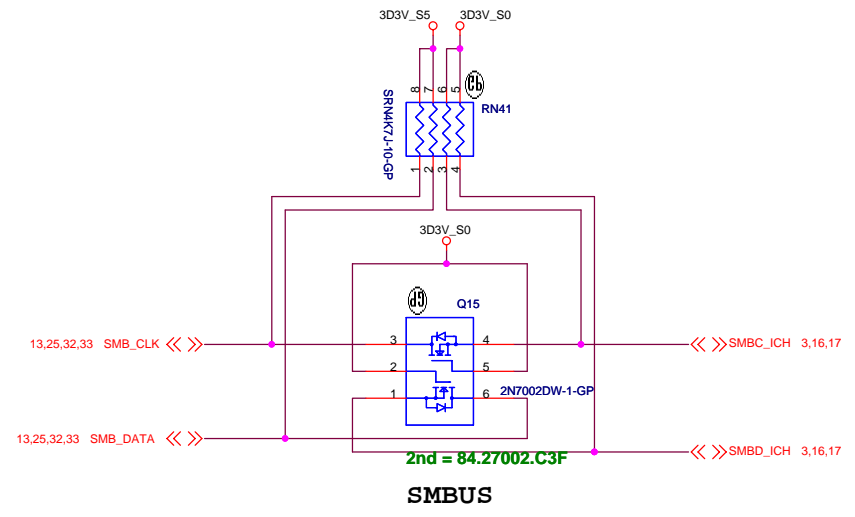 3D3V_S5 3D3V_S0
8 7 6 5
SRN4K7J-10-GP
RN41
1 2 3 4
3D3V_S0
Q15
13,25,32,33 SMB_CLK
3 4
SMBC_ICH 3,16,17
2 5
1 6
2N7002DW-1-GP
13,25,32,33 SMB_DATA
SMBD_ICH 3,16,17
2nd = 84.27002.C3F
SMBUS